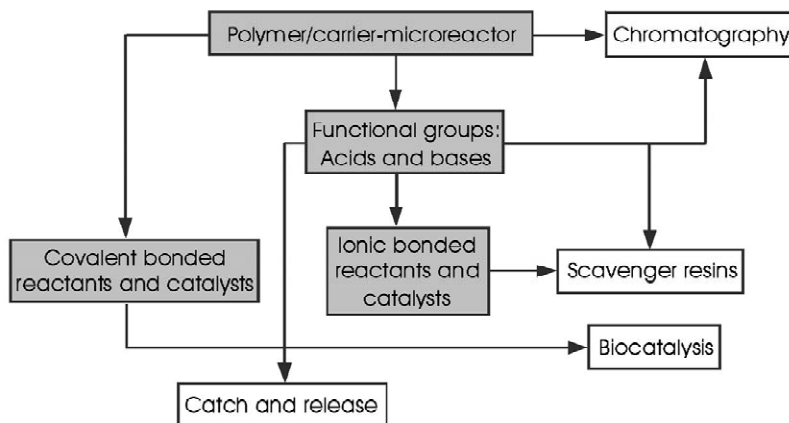 Polymer/carrier-microreactor
Chromatography
Functional groups:
Acids and bases
Covalent bonded
reactants and catalysts
Ionic bonded
reactants and
catalysts
Scavenger resins
Biocatalysis
Catch and release